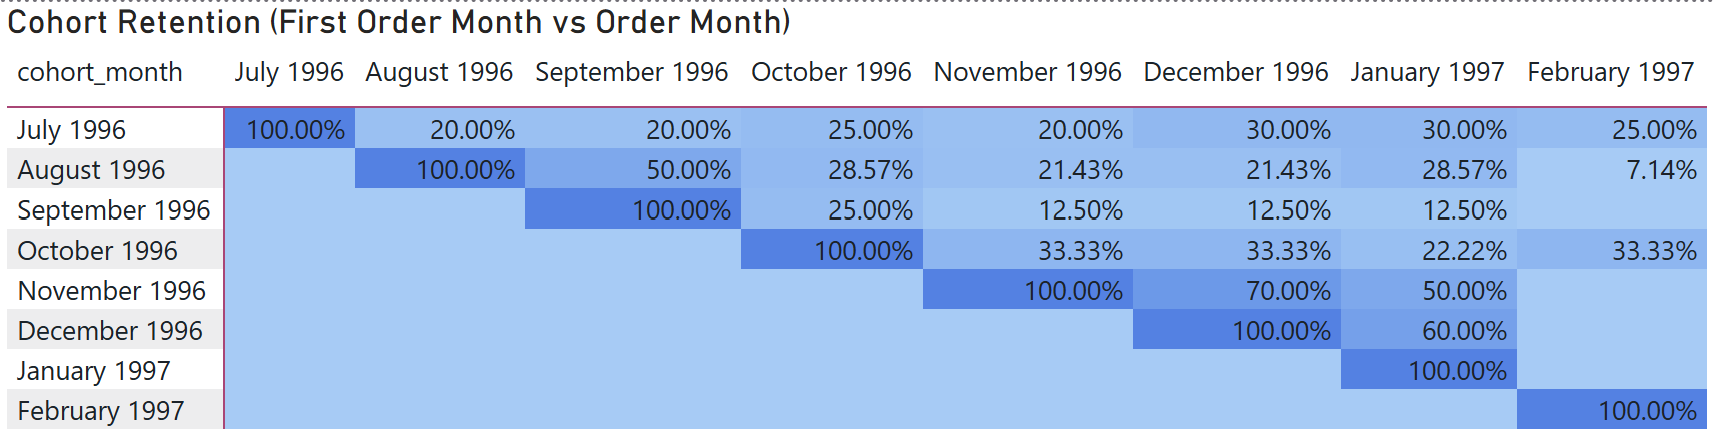 Cohort Retention (First Order Month vs Order Month)
cohort_month July 1996 August 1996 September 1996 October 1996 November 1996 December 1996 January 1997 February 1997
July 1996 100.00% 20.00% 20.00% 25.00% 20.00% 30.00% 30.00% 25.00%
August 1996 100.00% 50.00% 28.57% 21.43% 21.43% 28.57% 7.14%
September 1996 100.00% 25.00% 12.50% 12.50% 12.50%
October 1996 100.00% 33.33% 33.33% 22.22% 33.33%
November 1996 100.00% 70.00% 50.00%
December 1996 100.00% 60.00%
January 1997 100.00%
February 1997 100.00%